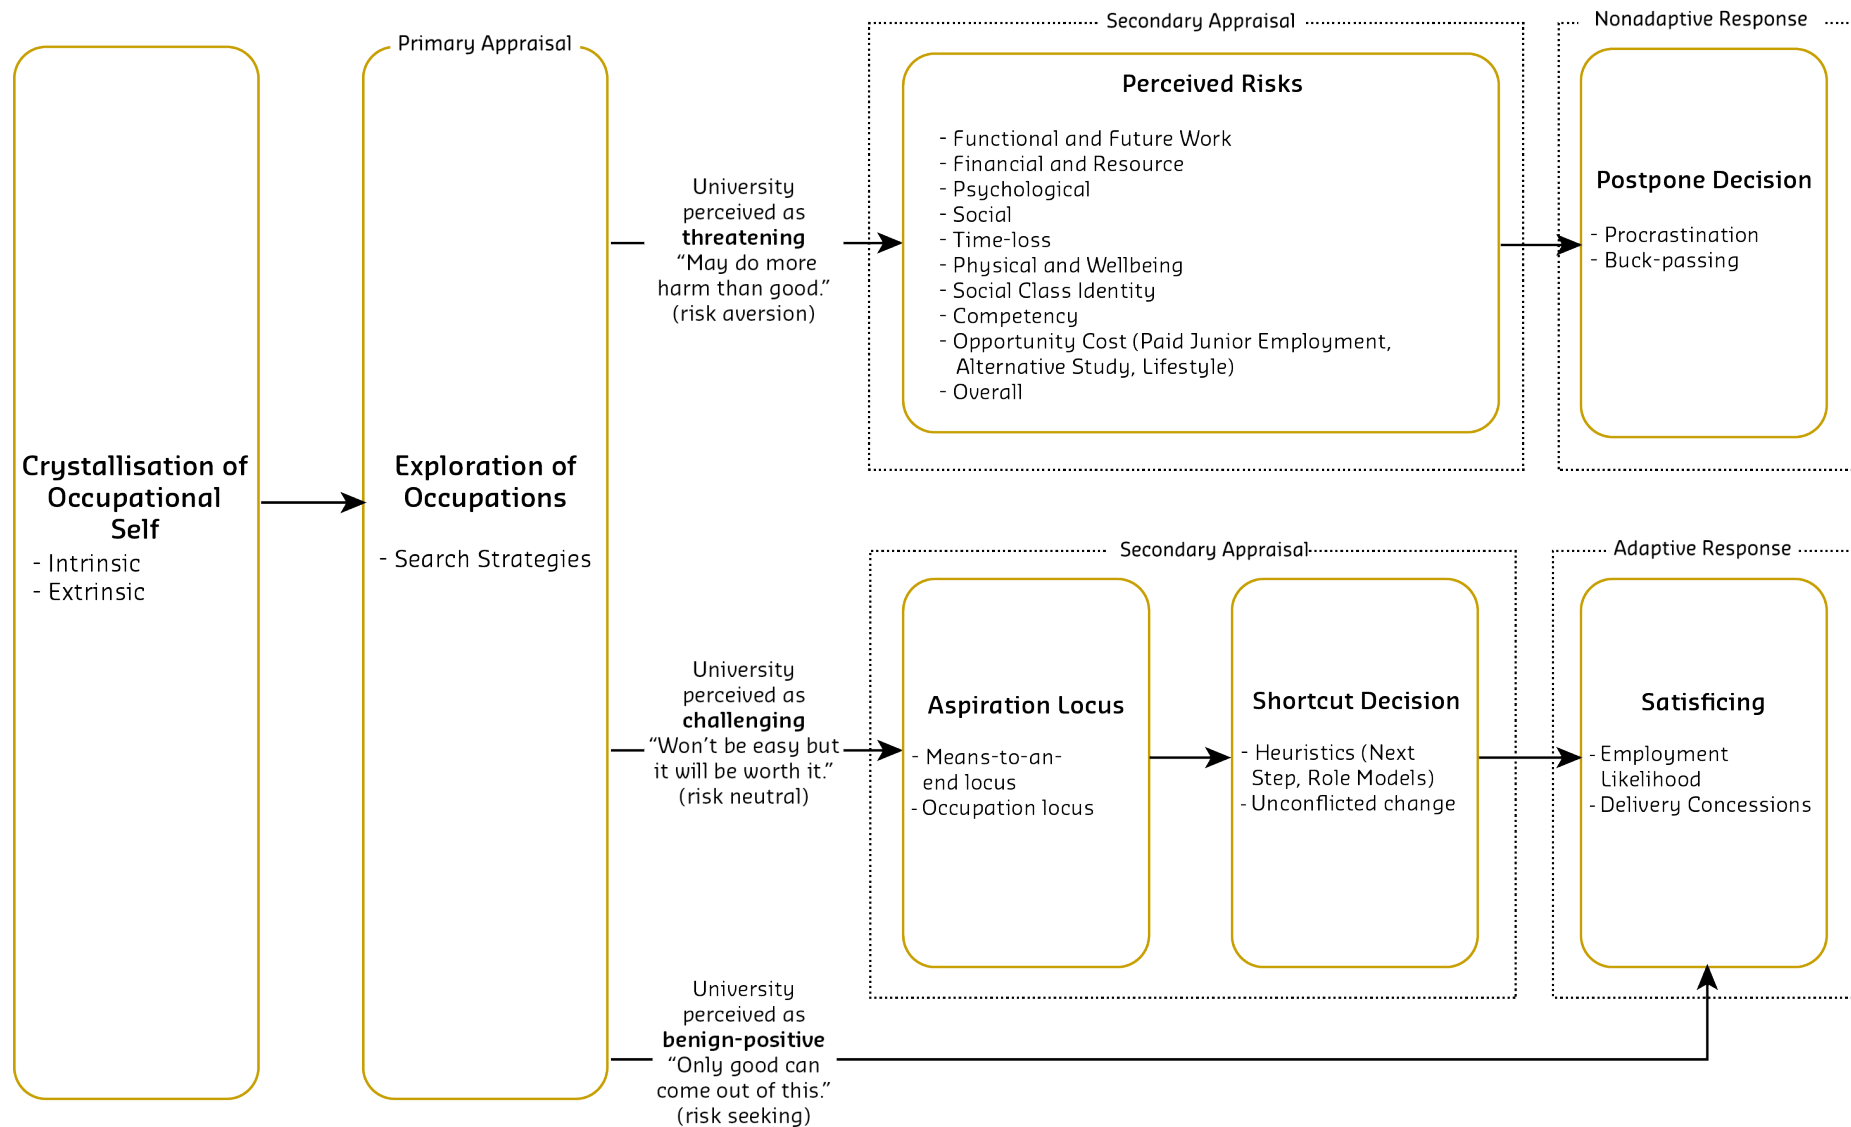 Crystallisation of
Occupational
Self
- Intrinsic
- Extrinsic
Primary Appraisal
Exploration of
Occupations
- Search Strategies
University
perceived as
threatening
“May do more
harm than good.”
(risk aversion)
Secondary Appraisal
Perceived Risks
- Functional and Future Work
- Financial and Resource
- Psychological
- Social
- Time-loss
- Physical and Wellbeing
- Social Class Identity
- Competency
- Opportunity Cost (Paid Junior Employment,
Alternative Study, Lifestyle)
- Overall
Nonadaptive Response
Postpone Decision
- Procrastination
- Buck-passing
University
perceived as
challenging
“Won’t be easy but
it will be worth it.”
(risk neutral)
Secondary Appraisal
Aspiration Locus
- Means-to-an-
end locus
- Occupation locus
Shortcut Decision
- Heuristics (Next
Step, Role Models)
- Unconflicted change
Adaptive Response
Satisficing
- Employment
Likelihood
- Delivery Concessions
University
perceived as
benign-positive
“Only good can
come out of this.”
(risk seeking)